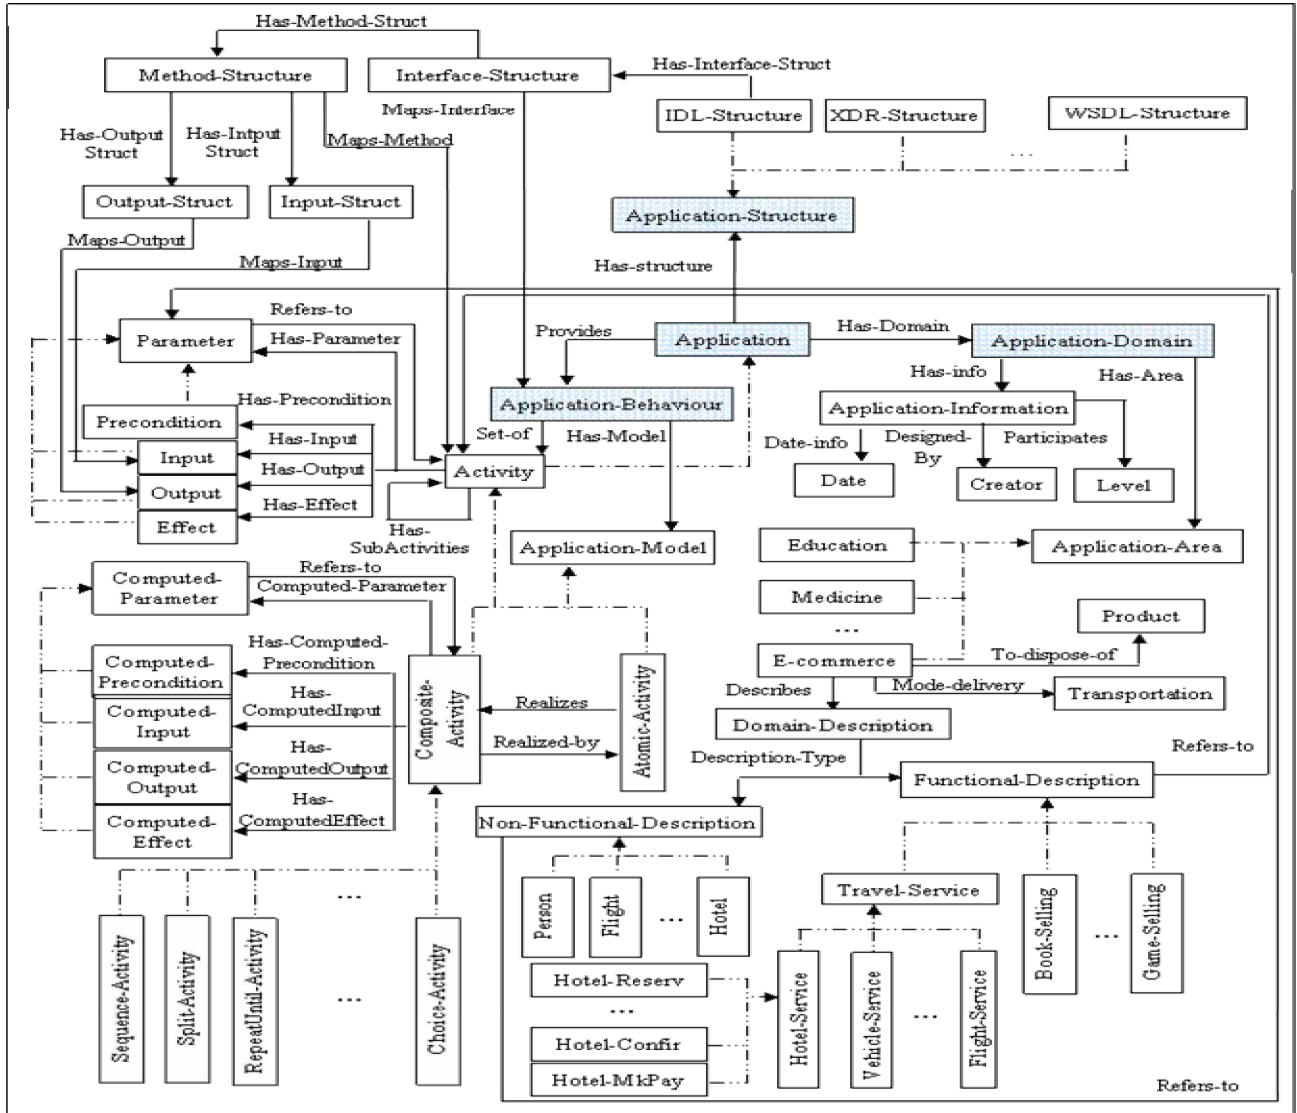 Has-Method-Struct
Method-Structure
Interface-Structure
Has-Interface-Struct
Maps-Interface
IDL-Structure
XDR-Structure
WSDL-Structure
Has-Output
Struct
Has-Intput
Struct
Maps-Method
...
Output-Struct
Input-Struct
Application-Structure
Maps-Output
Maps-Input
Has-structure
Refers-to
Parameter
Has-Parameter
Provides
Application
Has-Domain
Application-Domain
Has-info
Has-Area
Has-Precondition
Application-Behaviour
Application-Information
Precondition
Set-of
Has-Model
Date-info
Designed-
By
Participates
Has-Input
Input
Has-Output
Activity
Date
Creator
Level
Output
Has-Effect
Effect
Has-
SubActivities
Application-Model
Education
Application-Area
Computed-
Parameter
Refers-to
Computed-Parameter
Medicine
...
Product
Has-Computed-
Precondition
Computed-
Precondition
E-commerce
To-dispose-of
Describes
Mode-delivery
Transportation
Has-
ComputedInput
Computed-
Input
Composite-
Activity
Realizes
Realized-by
Atomic-Activity
Domain-Description
Description-Type
Refers-to
Has-
ComputedOutput
Computed-
Output
Functional-Description
Has-
ComputedEffect
Computed-
Effect
Non-Functional-Description
Person
Flight
...
Hotel
Travel-Service
Book-Selling
...
Game-Selling
...
Sequence-Activity
Split-Activity
RepeatUntil-Activity
...
Choice-Activity
Hotel-Reserv
...
Hotel-Confir
Hotel-MkPay
Hotel-Service
Vehicle-Service
...
Flight-Service
Refers-to